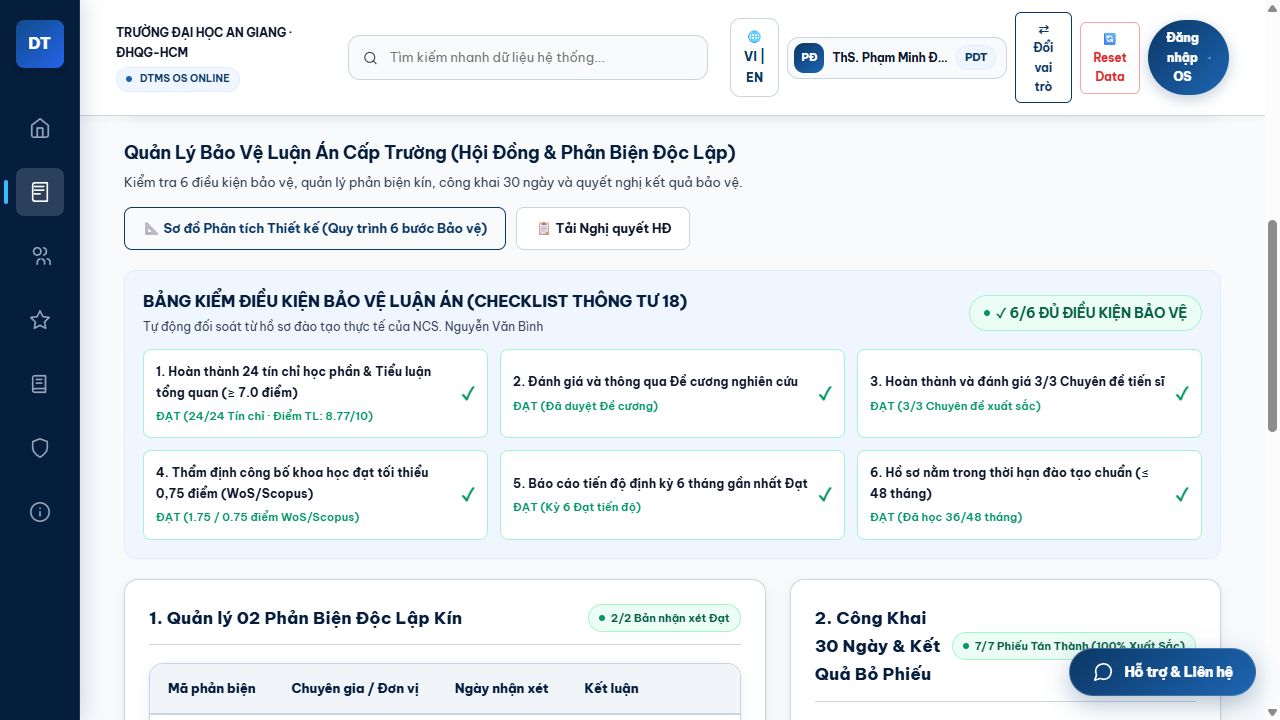 DT
TRƯỜNG ĐẠI HỌC AN GIANG ·
ĐHQG-HCM
DTMS OS ONLINE
Tìm kiếm nhanh dữ liệu hệ thống...
VI |
EN
PĐ
ThS. Phạm Minh Đ...
PDT
⇄
Đổi
vai
trò
Reset
Data
Đăng
nhập
OS
Quản Lý Bảo Vệ Luận Án Cấp Trường (Hội Đồng & Phản Biện Độc Lập)
Kiểm tra 6 điều kiện bảo vệ, quản lý phản biện kín, công khai 30 ngày và quyết nghị kết quả bảo vệ.
Sơ đồ Phân tích Thiết kế (Quy trình 6 bước Bảo vệ)
Tải Nghị quyết HĐ
BẢNG KIỂM ĐIỀU KIỆN BẢO VỆ LUẬN ÁN (CHECKLIST THÔNG TƯ 18)
Tự động đối soát từ hồ sơ đào tạo thực tế của NCS. Nguyễn Văn Bình
✓ 6/6 ĐỦ ĐIỀU KIỆN BẢO VỆ
1. Hoàn thành 24 tín chỉ học phần & Tiểu luận
tổng quan (≥ 7.0 điểm)
ĐẠT (24/24 Tín chỉ · Điểm TL: 8.77/10)
✓
2. Đánh giá và thông qua Đề cương nghiên cứu
ĐẠT (Đã duyệt Đề cương)
✓
3. Hoàn thành và đánh giá 3/3 Chuyên đề tiến sĩ
ĐẠT (3/3 Chuyên đề xuất sắc)
✓
4. Thẩm định công bố khoa học đạt tối thiểu
0,75 điểm (WoS/Scopus)
ĐẠT (1.75 / 0.75 điểm WoS/Scopus)
✓
5. Báo cáo tiến độ định kỳ 6 tháng gần nhất Đạt
ĐẠT (Kỳ 6 Đạt tiến độ)
✓
6. Hồ sơ nằm trong thời hạn đào tạo chuẩn (≤
48 tháng)
ĐẠT (Đã học 36/48 tháng)
✓
1. Quản lý 02 Phản Biện Độc Lập Kín
2/2 Bản nhận xét Đạt
Mã phản biện
Chuyên gia / Đơn vị
Ngày nhận xét
Kết luận
2. Công Khai
30 Ngày & Kết
Quả Bỏ Phiếu
7/7 Phiếu Tán Thành (100% Xuất Sắc)
Hỗ trợ & Liên hệ